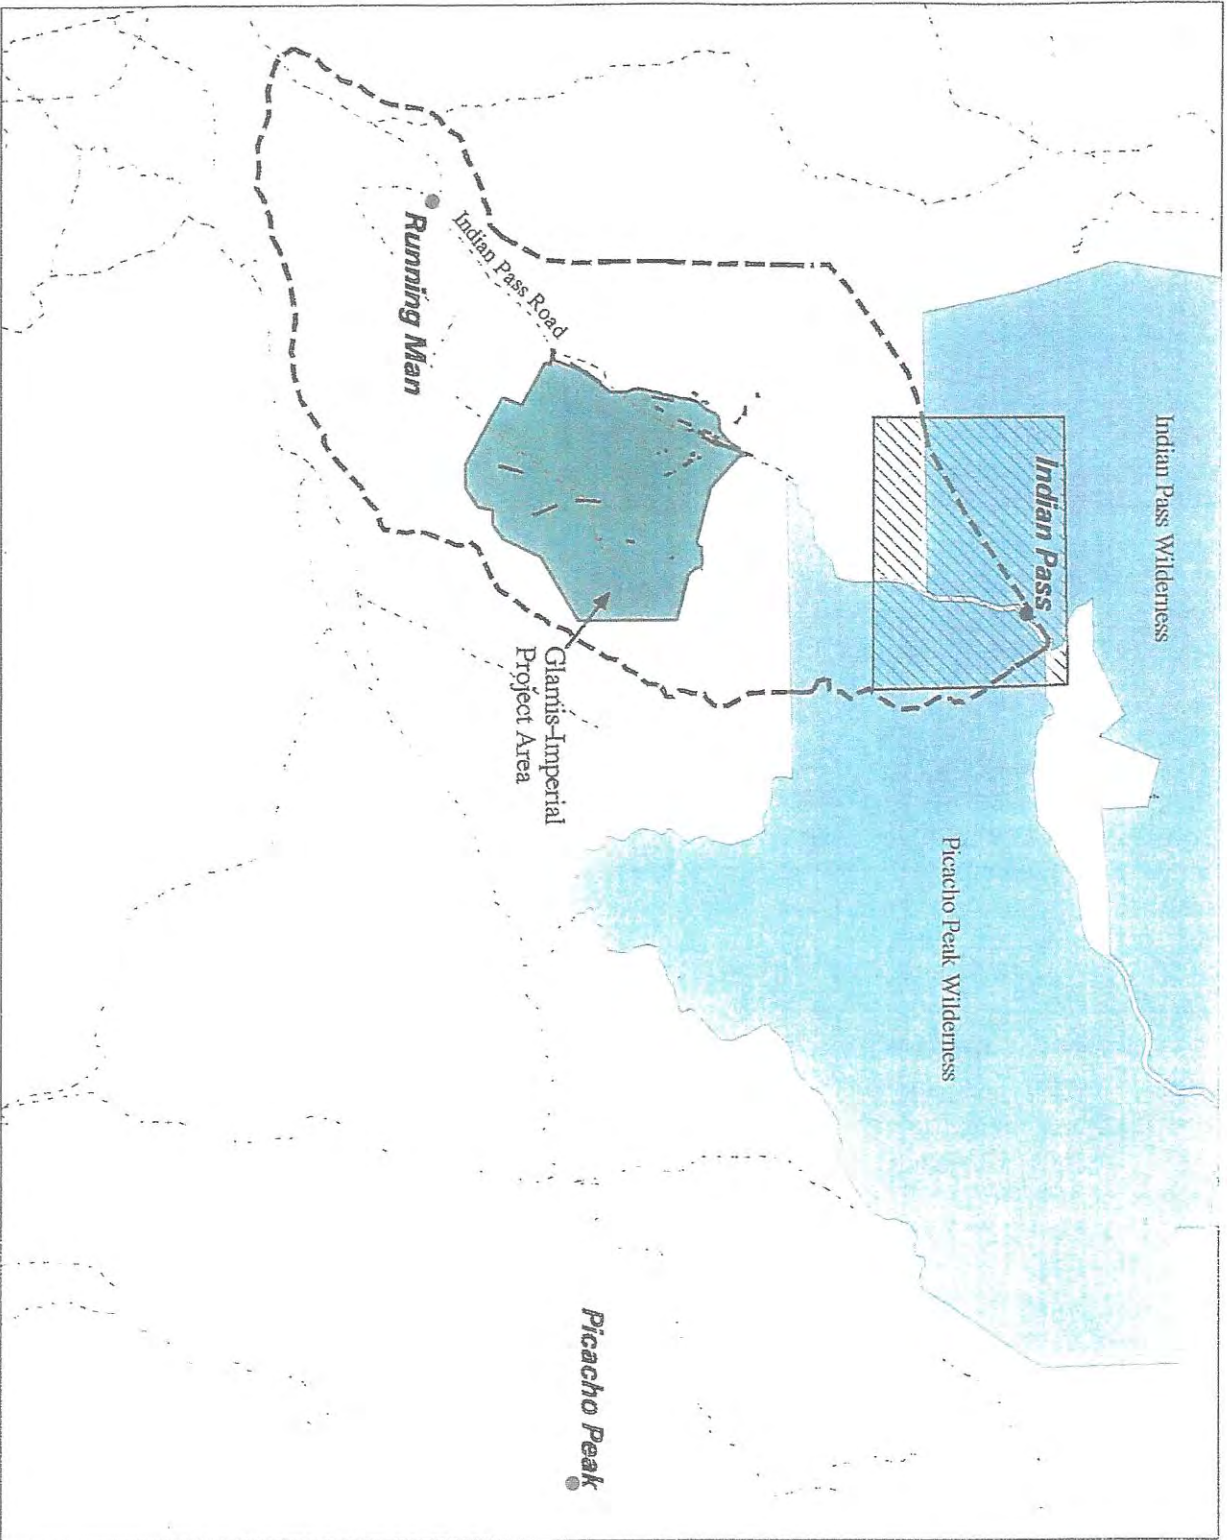 Indian Pass Wilderness
Indian Pass
Picacho Peak Wilderness
Indian Pass Road
Running Man
Glamis-Imperial
Project Area
Picacho Peak